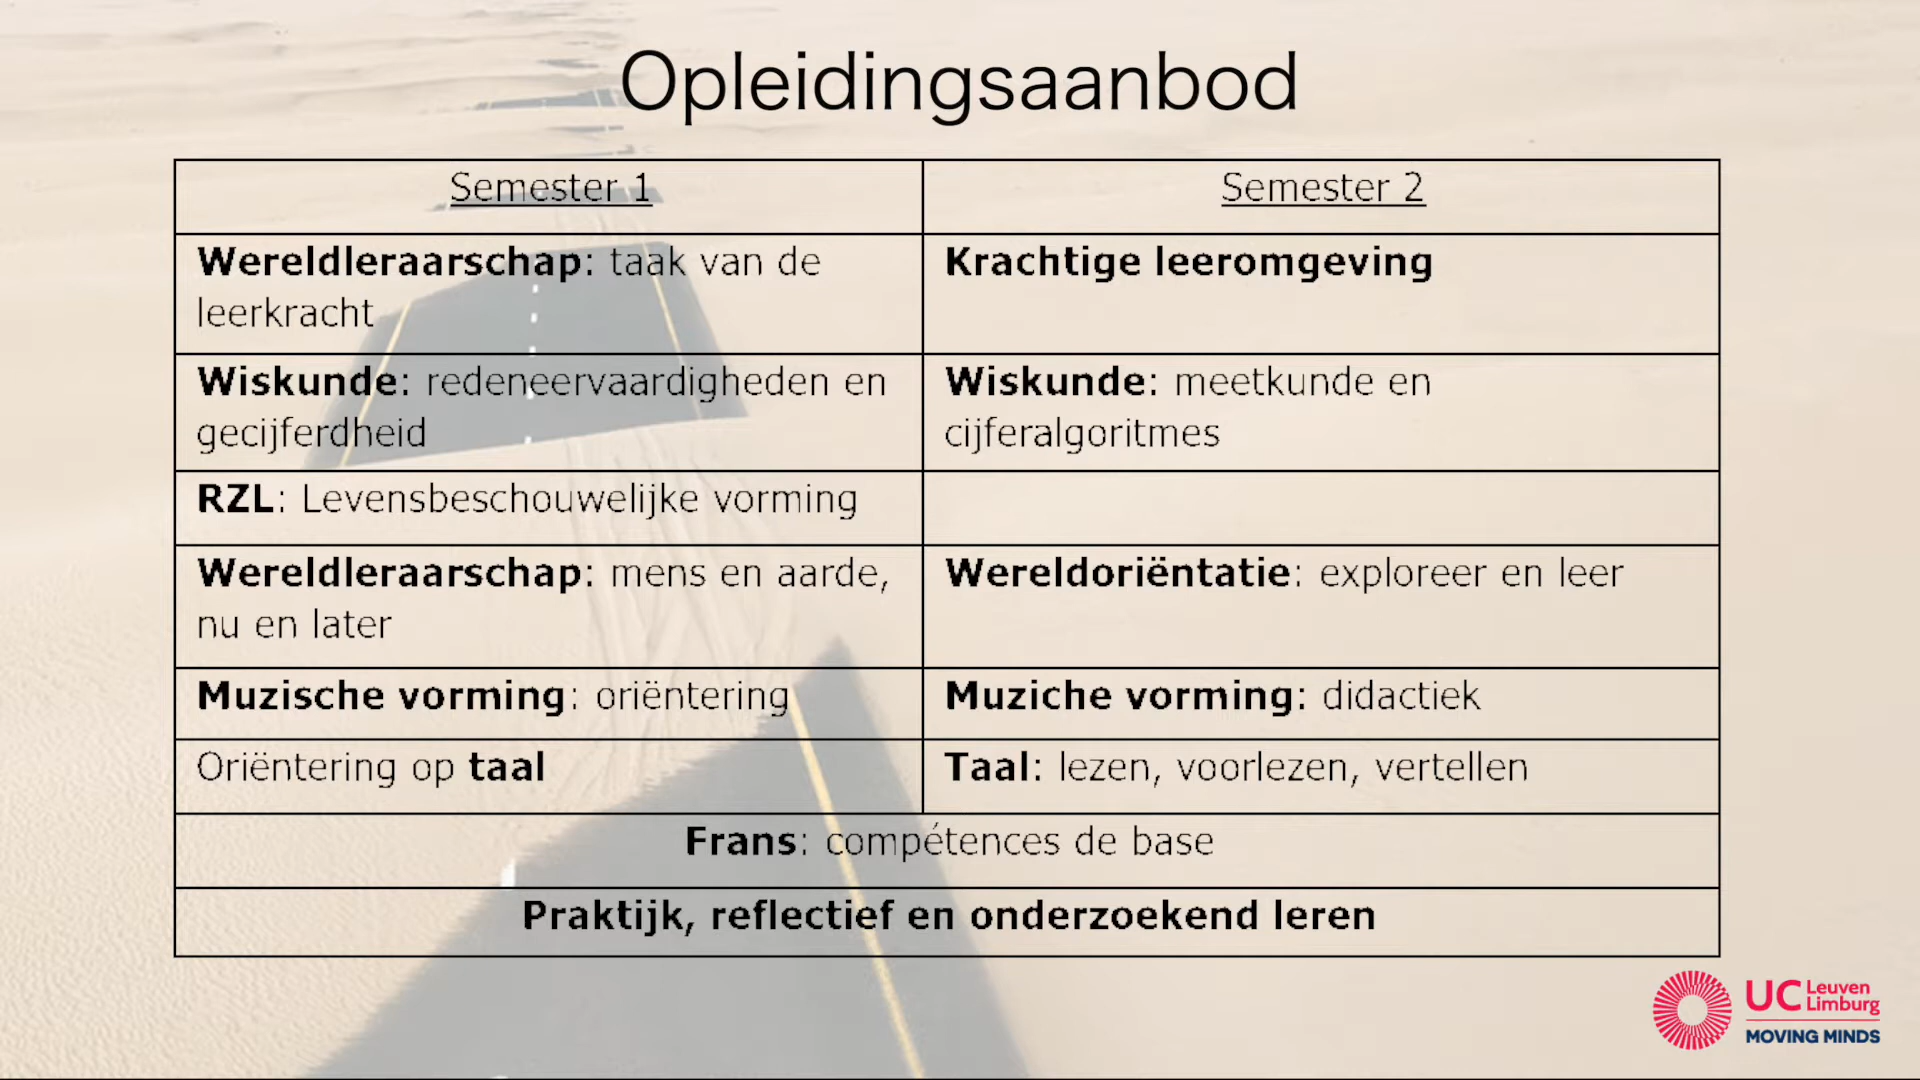 Opleidingsaanbod
Semester 1
Semester 2
Wereldleraarschap: taak van de
leerkracht
Krachtige leeromgeving
Wiskunde: redeneervaardigheden en
gecijferdheid
Wiskunde: meetkunde en
cijferalgoritmes
RZL: Levensbeschouwelijke vorming
Wereldleraarschap: mens en aarde,
nu en later
Wereldoriëntatie: exploreer en leer
Muzische vorming: oriëntering
Muziche vorming: didactiek
Oriëntering op taal
Taal: lezen, voorlezen, vertellen
Frans: compétences de base
Praktijk, reflectief en onderzoekend leren
UC Leuven
Limburg
MOVING MINDS